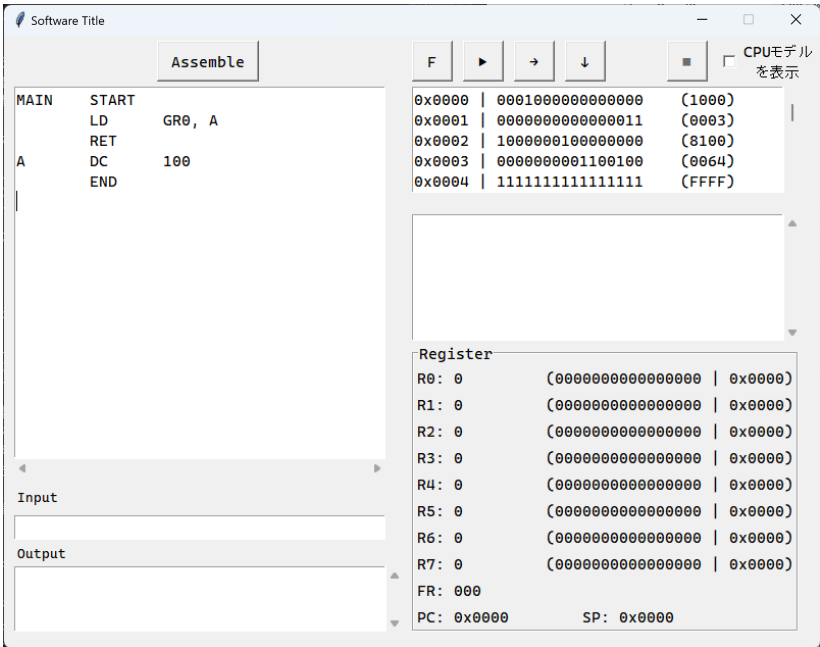 Software Title
Assemble
F ▶ → ↓ ■ CPUモデル
を表示
MAIN START
LD GR0, A
RET
A DC 100
END
0x0000 | 0001000000000000 (1000)
0x0001 | 0000000000000011 (0003)
0x0002 | 1000000100000000 (8100)
0x0003 | 0000000001100100 (0064)
0x0004 | 1111111111111111 (FFFF)
Input
Output
Register
R0: 0 (0000000000000000 | 0x0000)
R1: 0 (0000000000000000 | 0x0000)
R2: 0 (0000000000000000 | 0x0000)
R3: 0 (0000000000000000 | 0x0000)
R4: 0 (0000000000000000 | 0x0000)
R5: 0 (0000000000000000 | 0x0000)
R6: 0 (0000000000000000 | 0x0000)
R7: 0 (0000000000000000 | 0x0000)
FR: 000
PC: 0x0000 SP: 0x0000